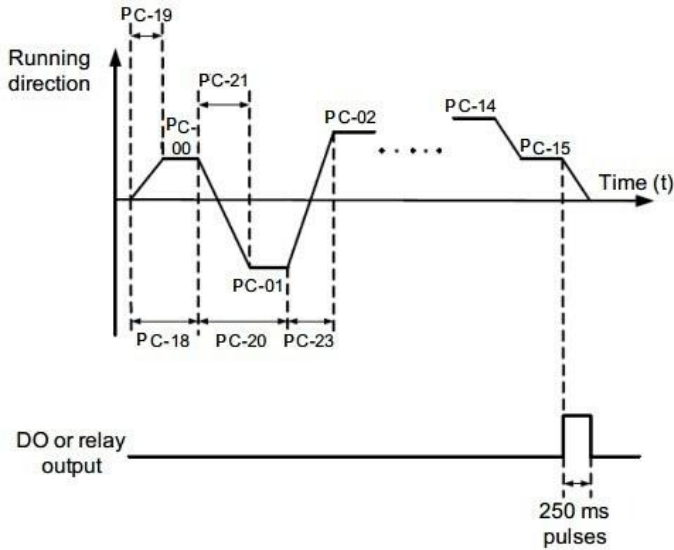 PC-19
Running
direction
PC-21
PC-
00
PC-02
PC-14
PC-15
Time (t)
PC-01
PC-18
PC-20
PC-23
DO or relay
output
250 ms
pulses